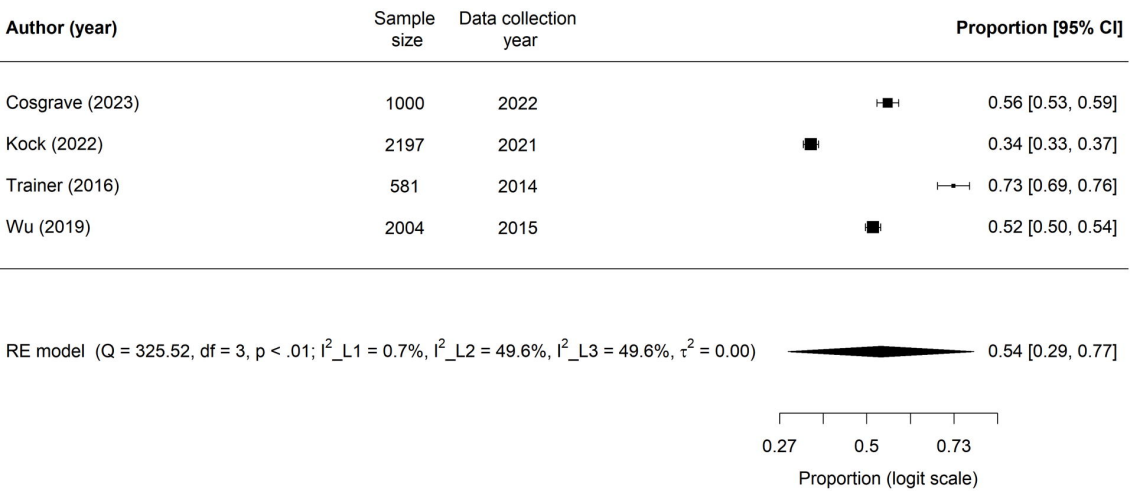 Author (year) Sample size Data collection year Proportion [95% CI]
Cosgrave (2023) 1000 2022 0.56 [0.53, 0.59]
Kock (2022) 2197 2021 0.34 [0.33, 0.37]
Trainer (2016) 581 2014 0.73 [0.69, 0.76]
Wu (2019) 2004 2015 0.52 [0.50, 0.54]
RE model (Q = 325.52, df = 3, p < .01; I²_L1 = 0.7%, I²_L2 = 49.6%, I²_L3 = 49.6%, τ² = 0.00) 0.54 [0.29, 0.77]
0.27 0.5 0.73
Proportion (logit scale)